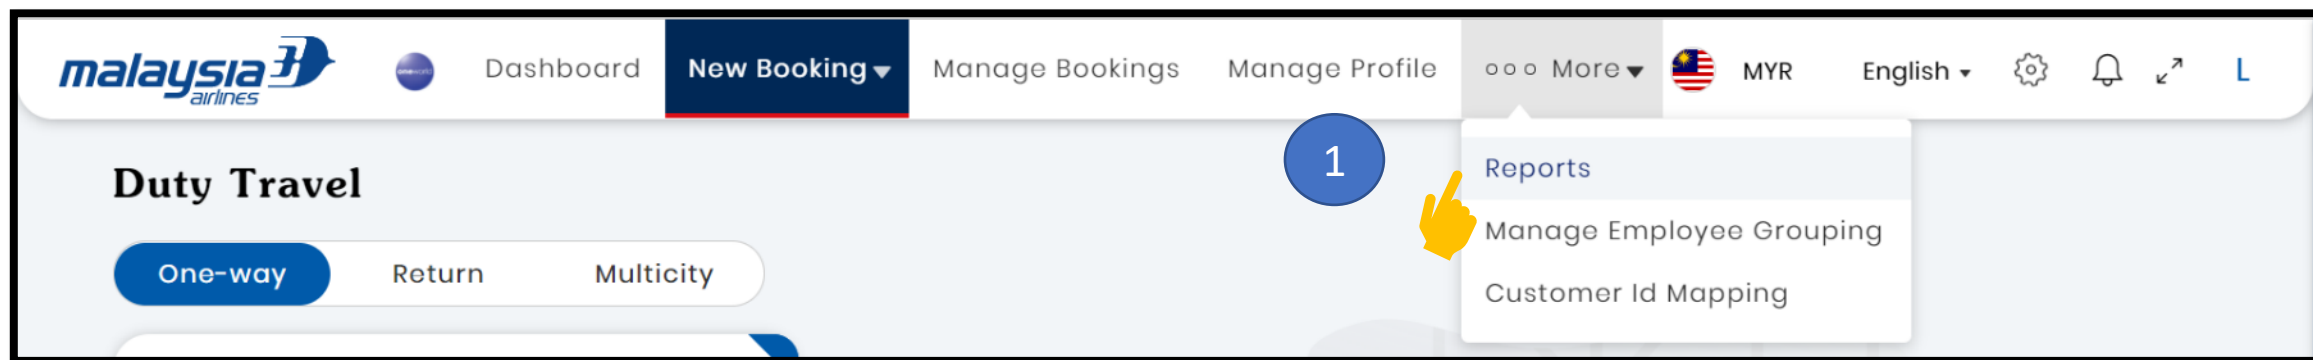 malaysia
airlines
oneworld
Dashboard
New Booking
Manage Bookings
Manage Profile
More
MYR
English
L
1
Reports
Manage Employee Grouping
Customer Id Mapping
Duty Travel
One-way
Return
Multicity